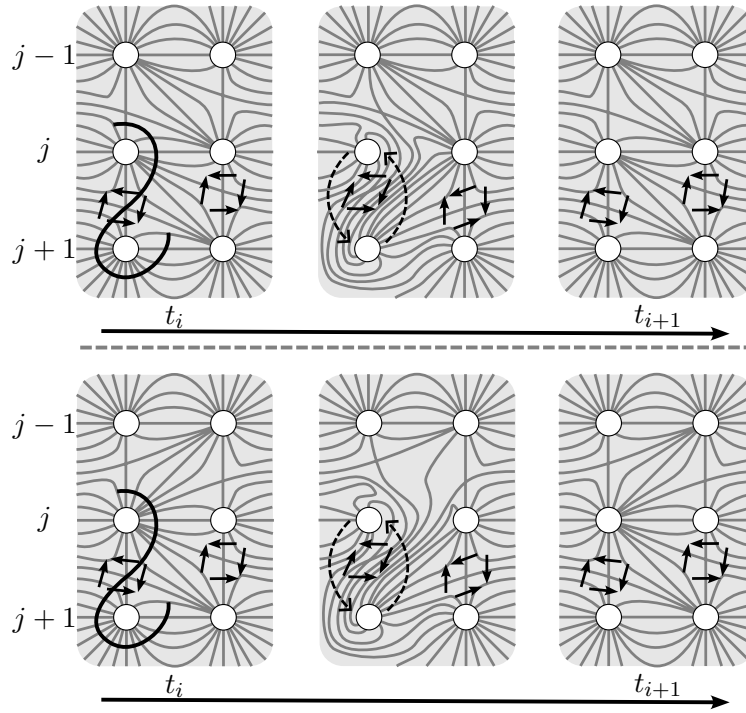 j − 1
j
j + 1
t_i t_{i+1}
j − 1
j
j + 1
t_i t_{i+1}